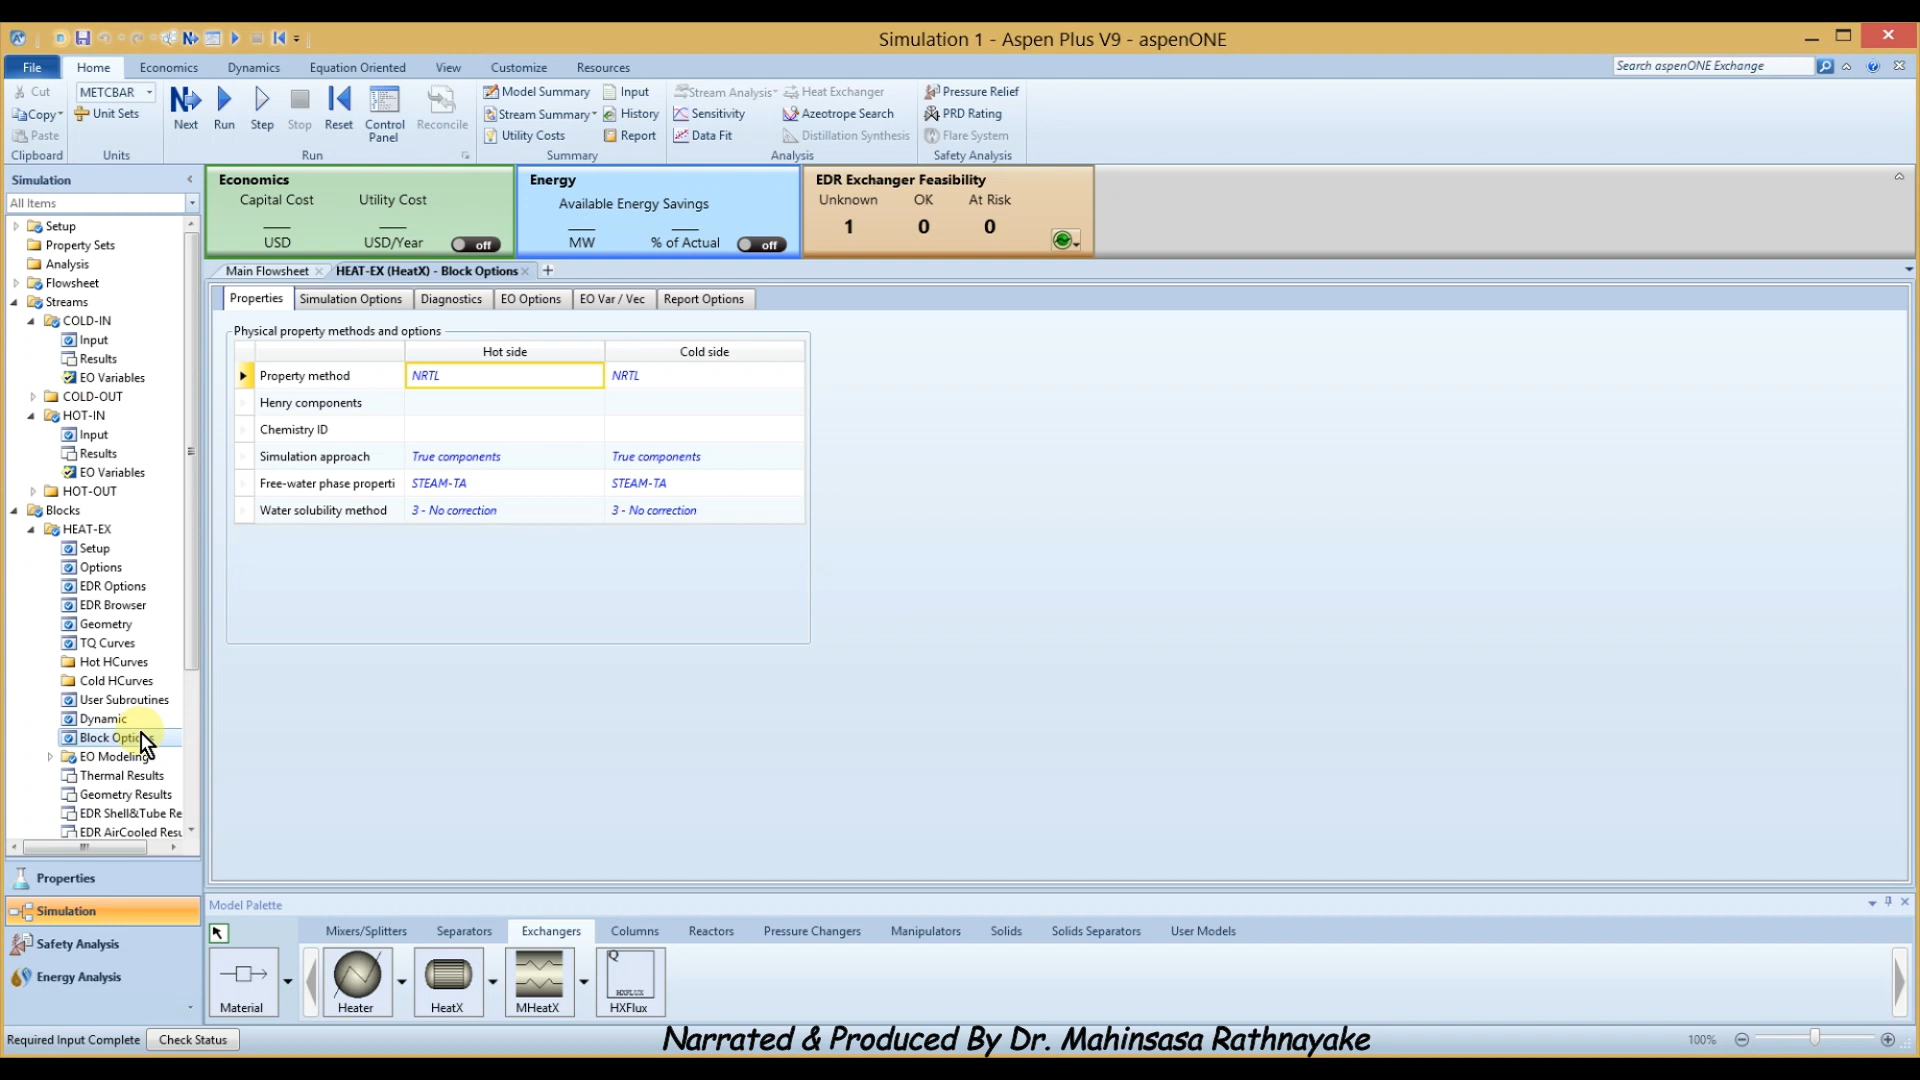 Simulation 1 - Aspen Plus V9 - aspenONE
File Home Economics Dynamics Equation Oriented View Customize Resources Search aspenONE Exchange
Cut METCBAR Model Summary Input Stream Analysis Heat Exchanger Pressure Relief
Copy Unit Sets Stream Summary History Sensitivity Azeotrope Search PRD Rating
Next Run Step Stop Reset Control Panel Reconcile
Paste Utility Costs Report Data Fit Distillation Synthesis Flare System
Clipboard Units Run Summary Analysis Safety Analysis
Simulation
All Items
Setup
Property Sets
Analysis
Flowsheet
Streams
COLD-IN
Input
Results
EO Variables
COLD-OUT
HOT-IN
Input
Results
EO Variables
HOT-OUT
Blocks
HEAT-EX
Setup
Options
EDR Options
EDR Browser
Geometry
TQ Curves
Hot HCurves
Cold HCurves
User Subroutines
Dynamic
Block Options
EO Modeling
Thermal Results
Geometry Results
EDR Shell&Tube Re
EDR AirCooled Resu
Properties
Simulation
Safety Analysis
Energy Analysis
Economics
Capital Cost Utility Cost
USD USD/Year off
Energy
Available Energy Savings
MW % of Actual off
EDR Exchanger Feasibility
Unknown OK At Risk
1 0 0
Main Flowsheet HEAT-EX (HeatX) - Block Options +
Properties Simulation Options Diagnostics EO Options EO Var / Vec Report Options
Physical property methods and options
Hot side Cold side
Property method NRTL NRTL
Henry components
Chemistry ID
Simulation approach True components True components
Free-water phase properti STEAM-TA STEAM-TA
Water solubility method 3 - No correction 3 - No correction
Model Palette
Mixers/Splitters Separators Exchangers Columns Reactors Pressure Changers Manipulators Solids Solids Separators User Models
Q
HXFLUX
Material Heater HeatX MHeatX HXFlux
Required Input Complete Check Status Narrated & Produced By Dr. Mahinsasa Rathnayake 100%